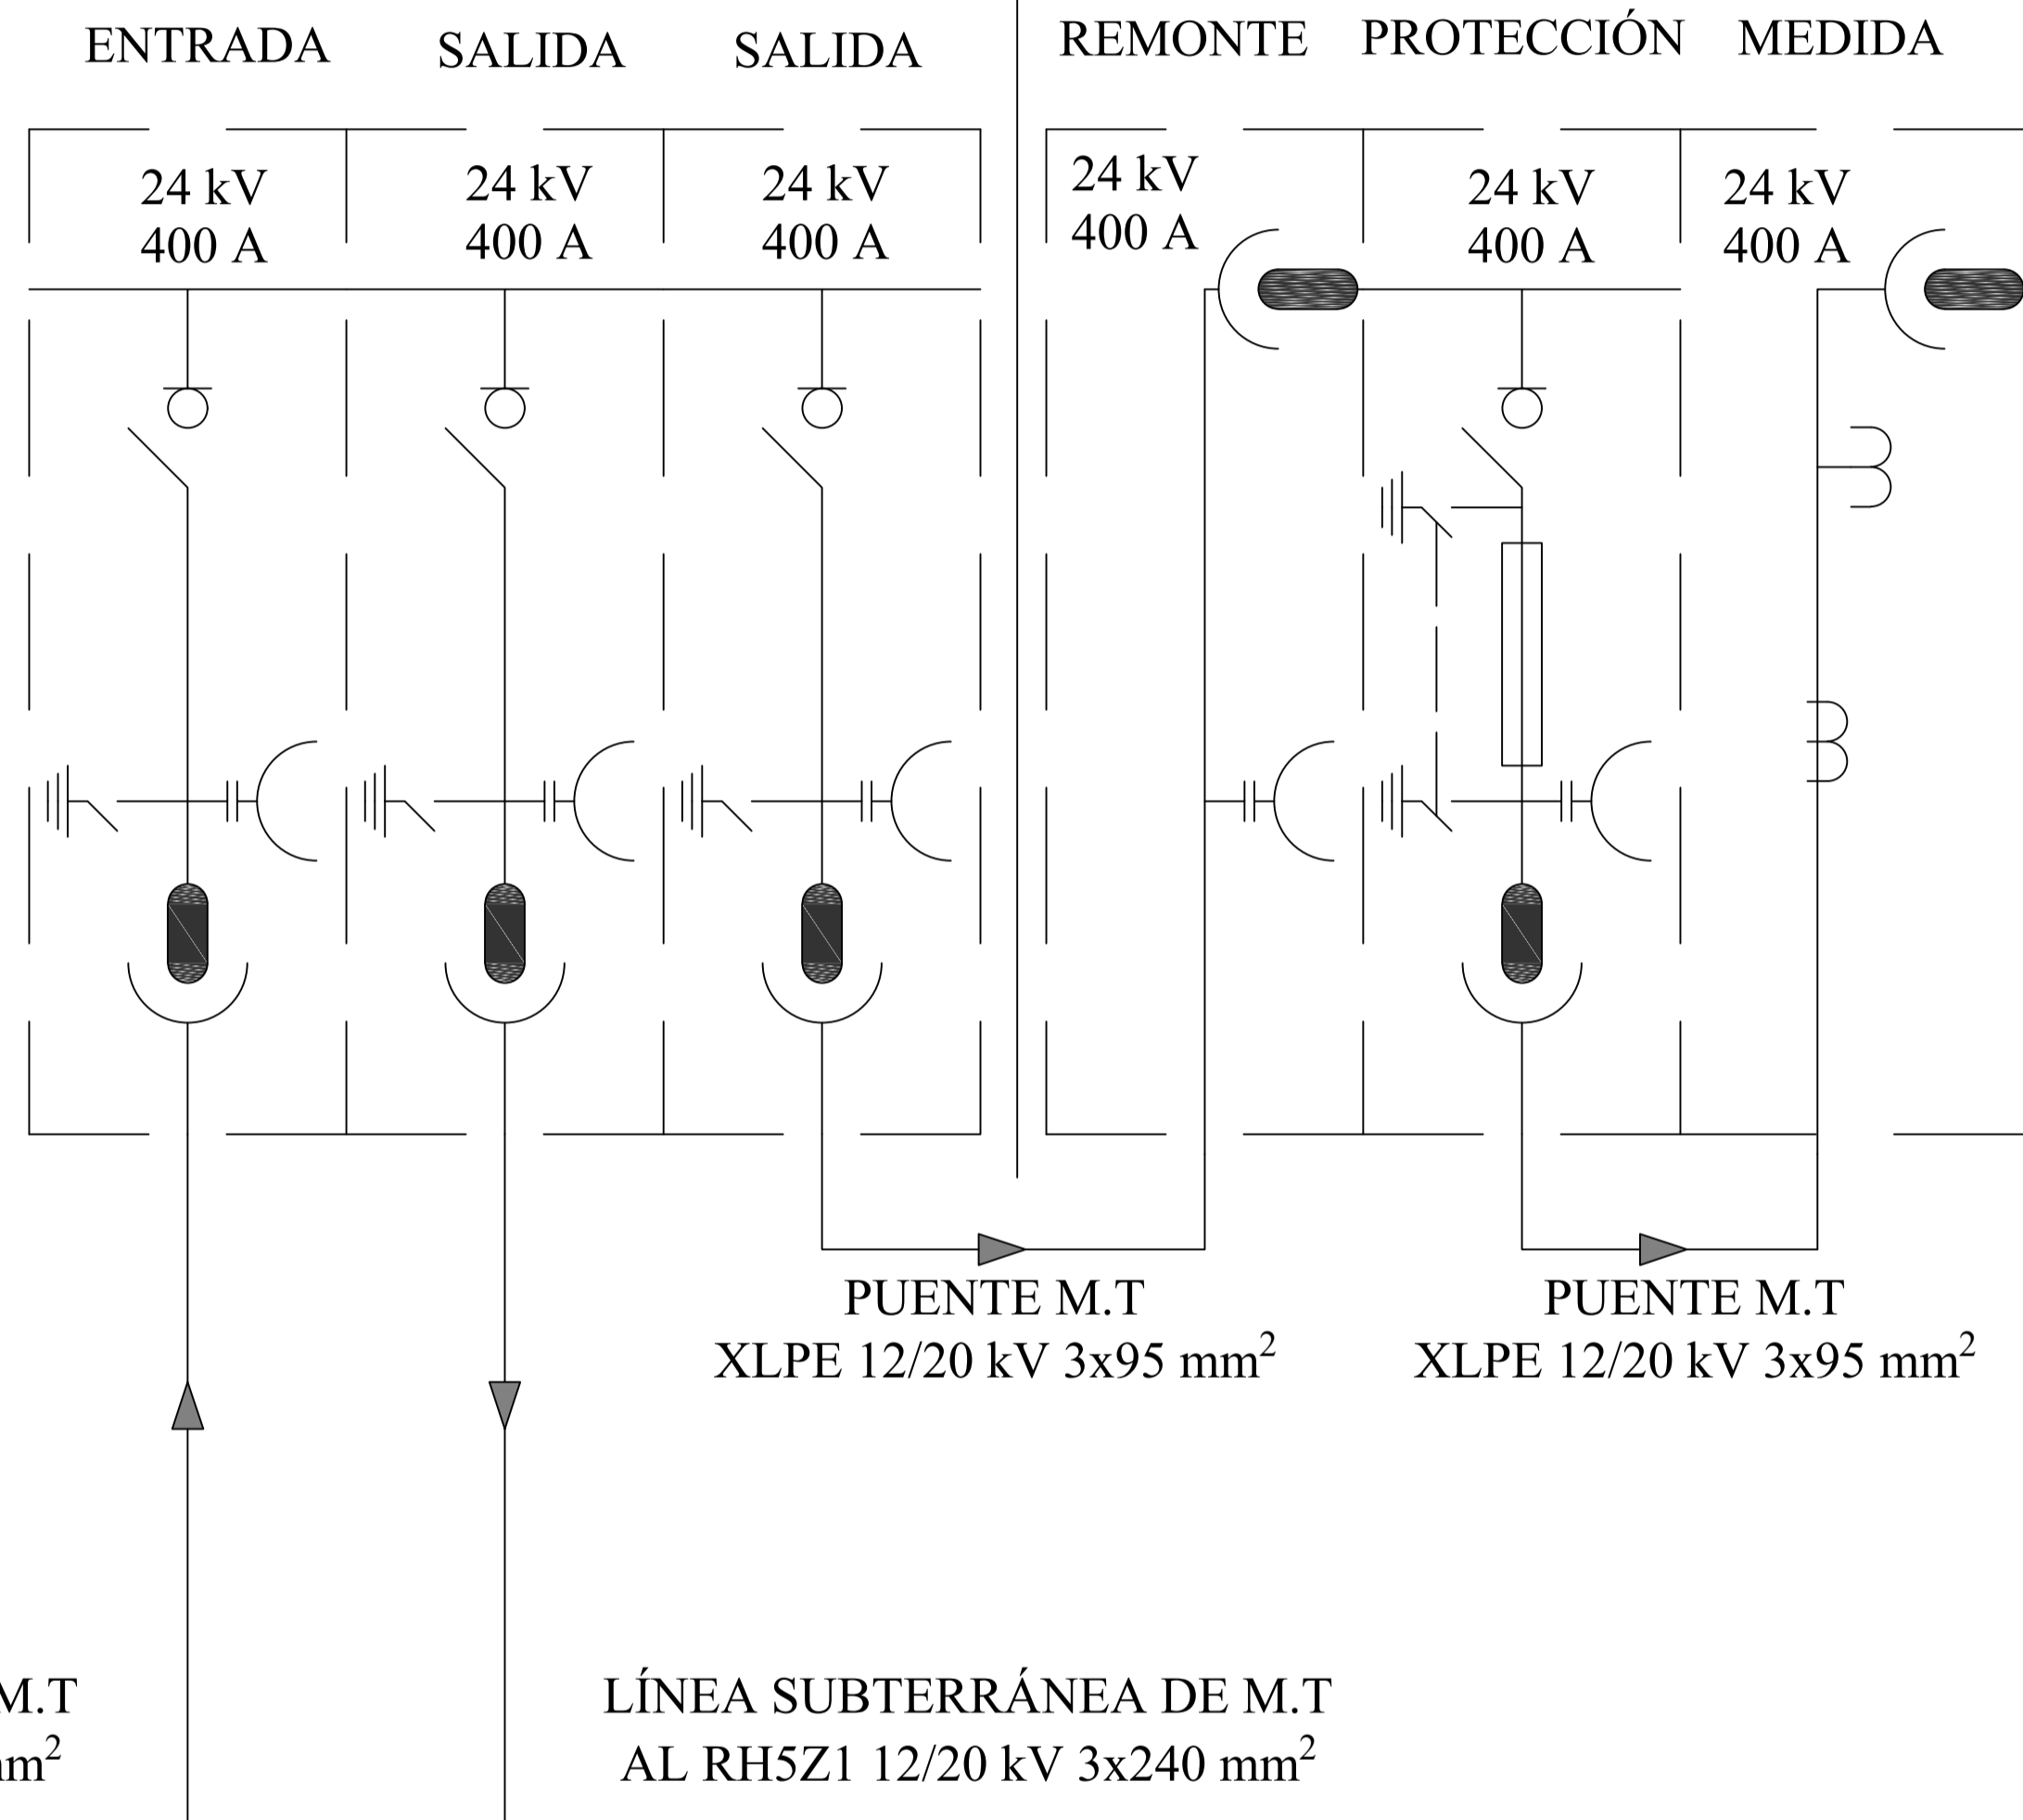 ENTRADA
SALIDA
SALIDA
REMONTE
PROTECCIÓN
MEDIDA
24 kV
400 A
24 kV
400 A
24 kV
400 A
24 kV
400 A
24 kV
400 A
24 kV
400 A
PUENTE M.T
XLPE 12/20 kV 3x95 mm²
PUENTE M.T
XLPE 12/20 kV 3x95 mm²
M.T
LÍNEA SUBTERRÁNEA DE M.T
AL RH5Z1 12/20 kV 3x240 mm²